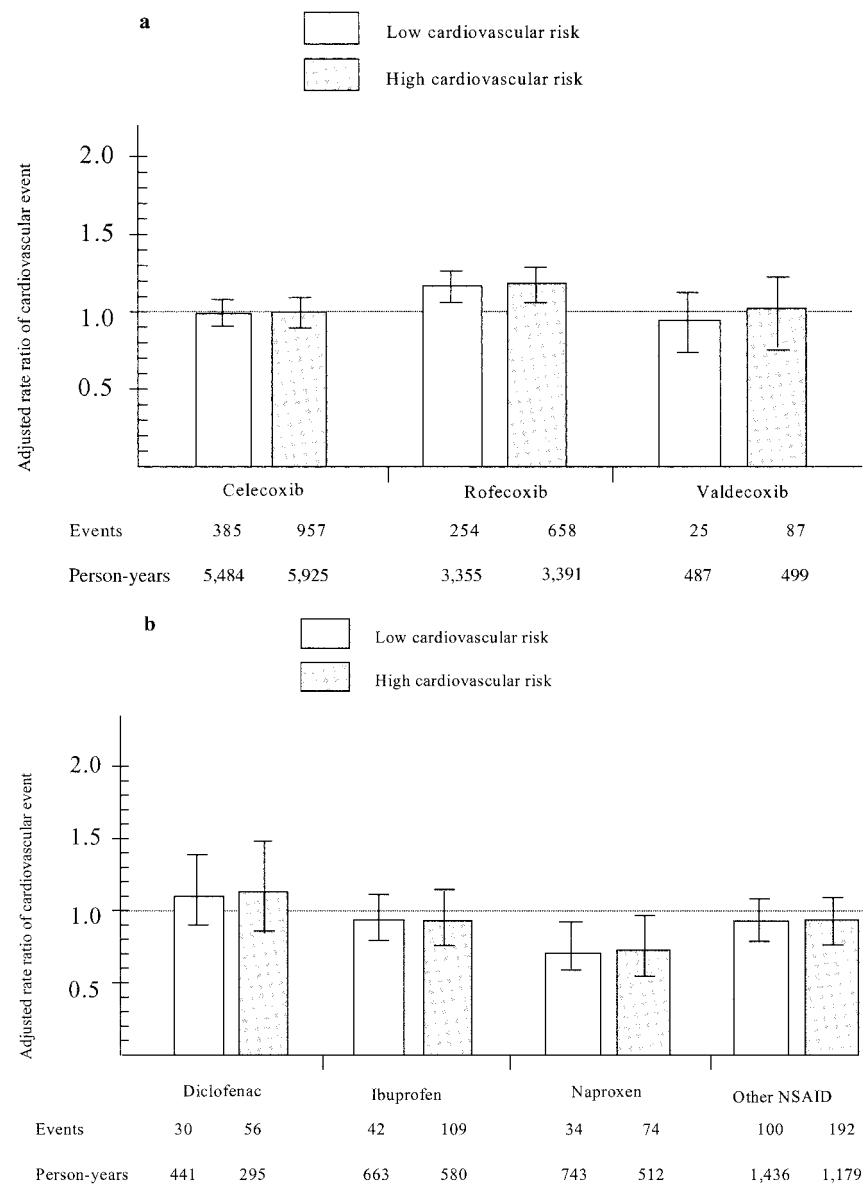 a
Low cardiovascular risk
High cardiovascular risk
Adjusted rate ratio of cardiovascular event
2.0
1.5
1.0
0.5
Celecoxib Rofecoxib Valdecoxib
Events 385 957 254 658 25 87
Person-years 5,484 5,925 3,355 3,391 487 499
b
Low cardiovascular risk
High cardiovascular risk
Adjusted rate ratio of cardiovascular event
2.0
1.5
1.0
0.5
Diclofenac Ibuprofen Naproxen Other NSAID
Events 30 56 42 109 34 74 100 192
Person-years 441 295 663 580 743 512 1,436 1,179